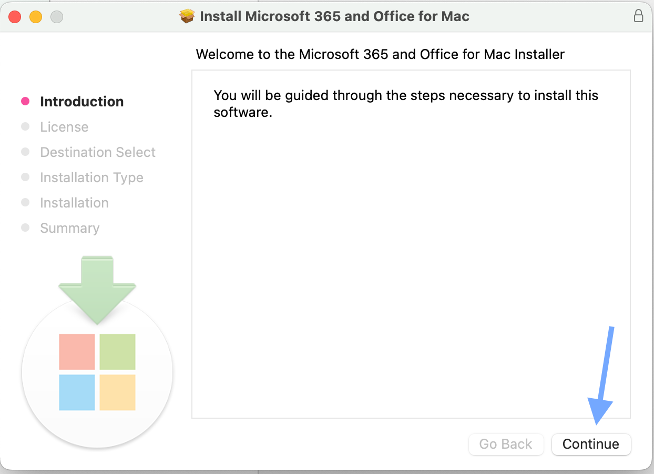 Install Microsoft 365 and Office for Mac
Welcome to the Microsoft 365 and Office for Mac Installer
Introduction
License
Destination Select
Installation Type
Installation
Summary
You will be guided through the steps necessary to install this
software.
Go Back
Continue